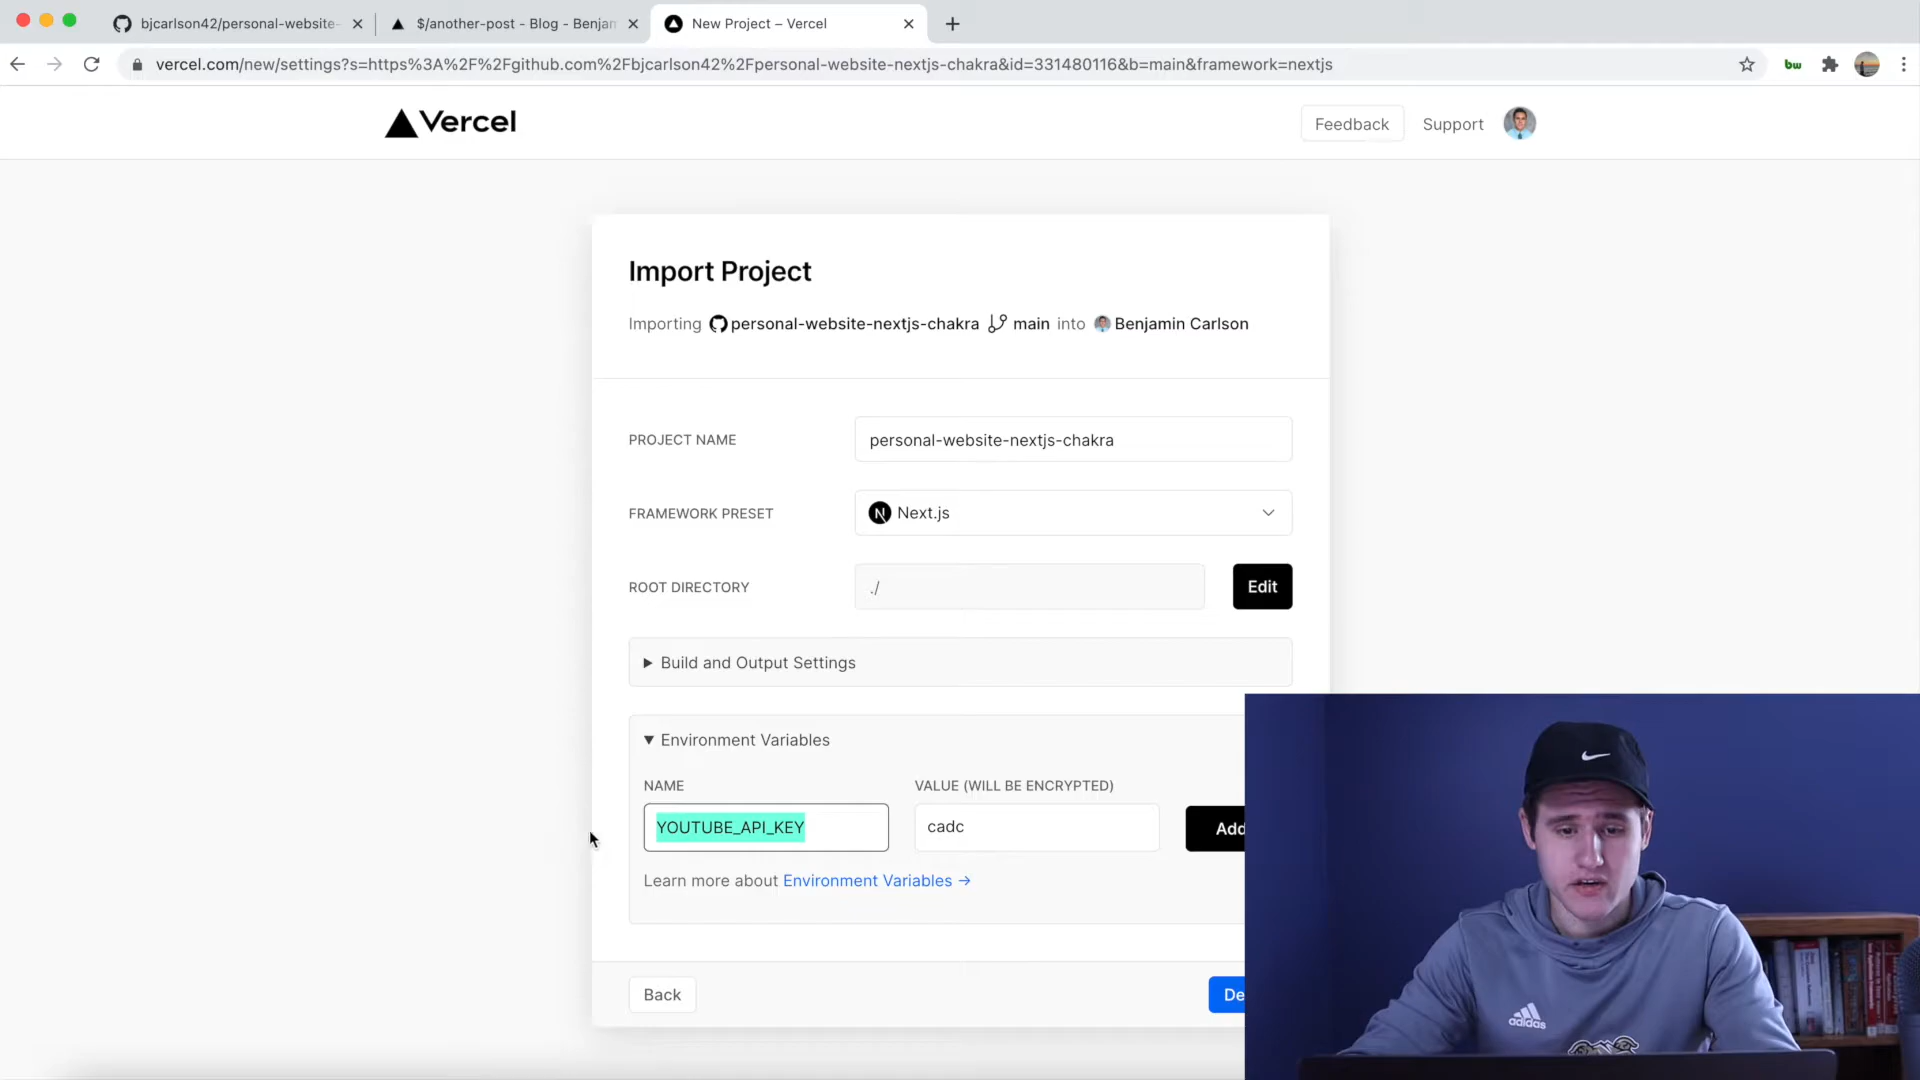 bjcarlson42/personal-website-
$/another-post - Blog - Benjam
New Project – Vercel
vercel.com/new/settings?s=https%3A%2F%2Fgithub.com%2Fbjcarlson42%2Fpersonal-website-nextjs-chakra&id=331480116&b=main&framework=nextjs
bw
Vercel
Feedback
Support
Import Project
Importing personal-website-nextjs-chakra main into Benjamin Carlson
PROJECT NAME
personal-website-nextjs-chakra
FRAMEWORK PRESET
N Next.js
ROOT DIRECTORY
./
Edit
Build and Output Settings
Environment Variables
NAME
VALUE (WILL BE ENCRYPTED)
YOUTUBE_API_KEY
cadc
Add
Learn more about Environment Variables →
Back
De
adidas